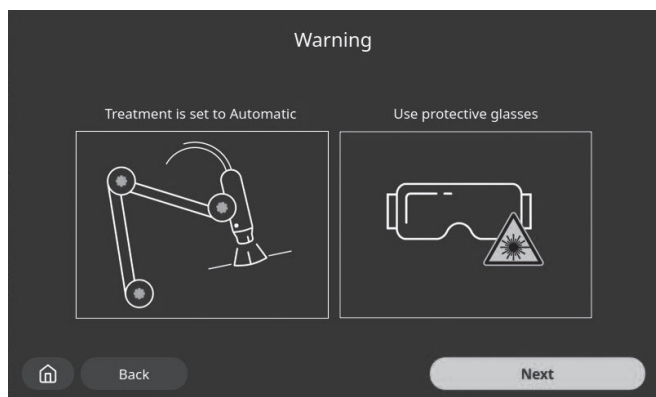 Warning
Treatment is set to Automatic
Use protective glasses
Back
Next